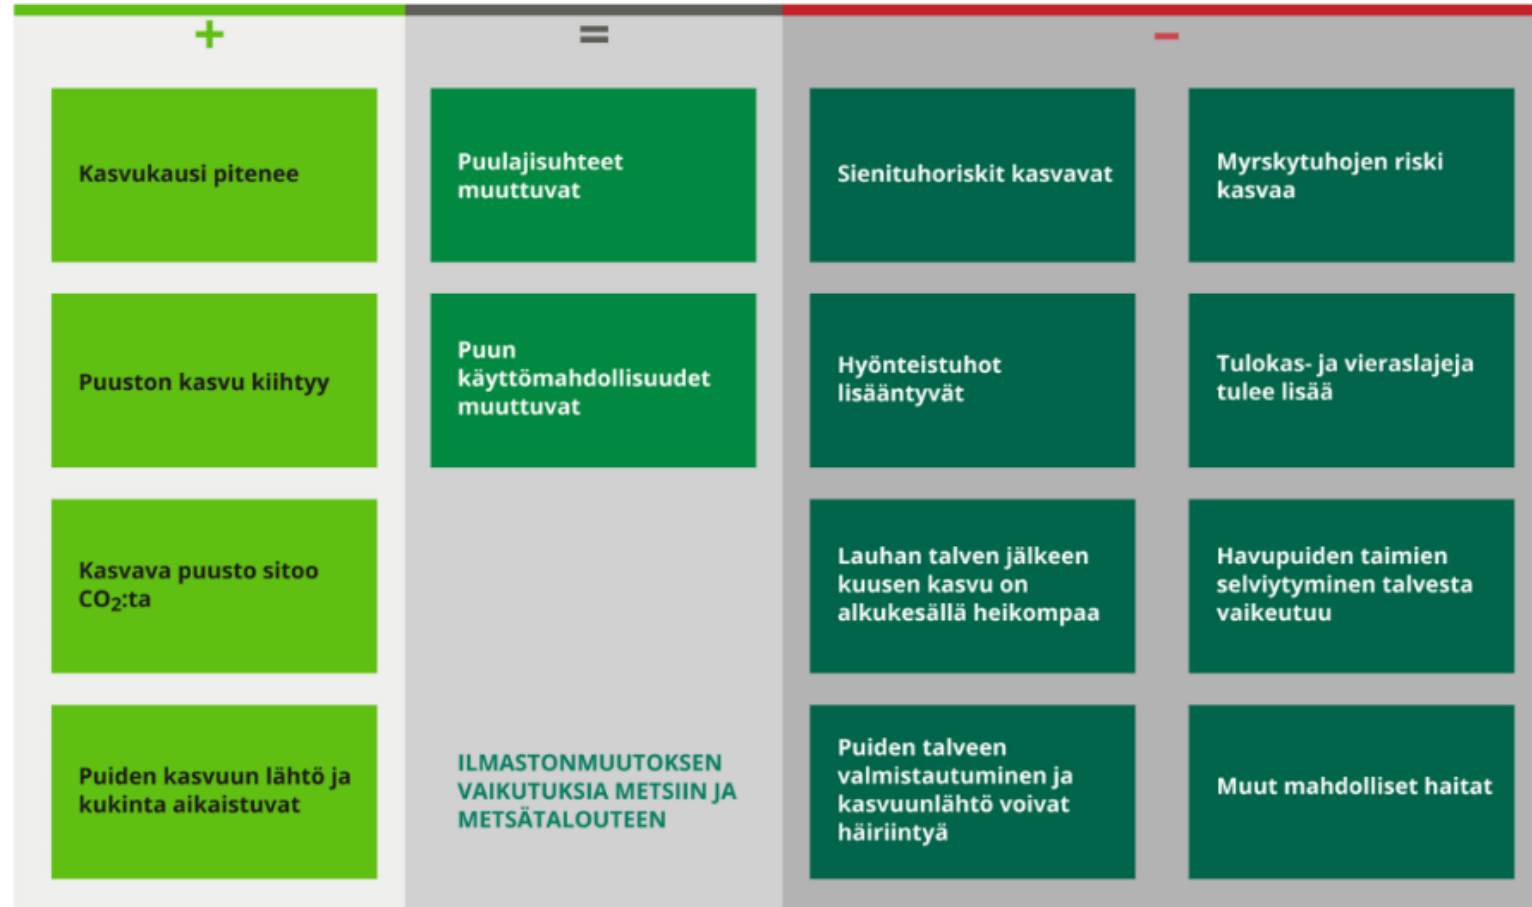 +
=
–
Kasvukausi pitenee
Puuston kasvu kiihtyy
Kasvava puusto sitoo
CO₂:ta
Puiden kasvuun lähtö ja
kukinta aikaistuvat
Puulajisuhteet
muuttuvat
Puun
käyttömahdollisuudet
muuttuvat
ILMASTONMUUTOKSEN
VAIKUTUKSIA METSIIN JA
METSÄTALOUTEEN
Sienituhoriskit kasvavat
Hyönteistuhot
lisääntyvät
Lauhan talven jälkeen
kuusen kasvu on
alkukesällä heikompaa
Puiden talveen
valmistautuminen ja
kasvuunlähtö voivat
häiriintyä
Myrskytuhojen riski
kasvaa
Tulokas- ja vieraslajeja
tulee lisää
Havupuiden taimien
selviytyminen talvesta
vaikeutuu
Muut mahdolliset haitat